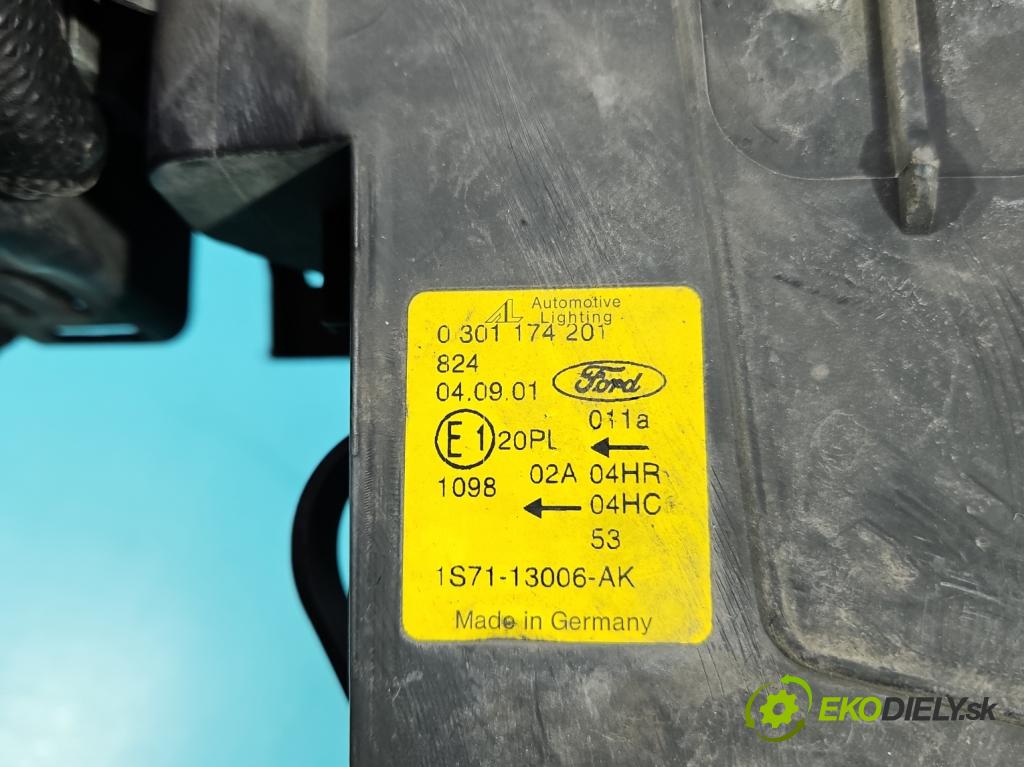 AL Automotive
Lighting
0 301 174 201
824
04.09.01 Ford
011a
E1 20PL
02A 04HR
1098
04HC
53
1S71-13006-AK
Made in Germany
EKODIELY.sk